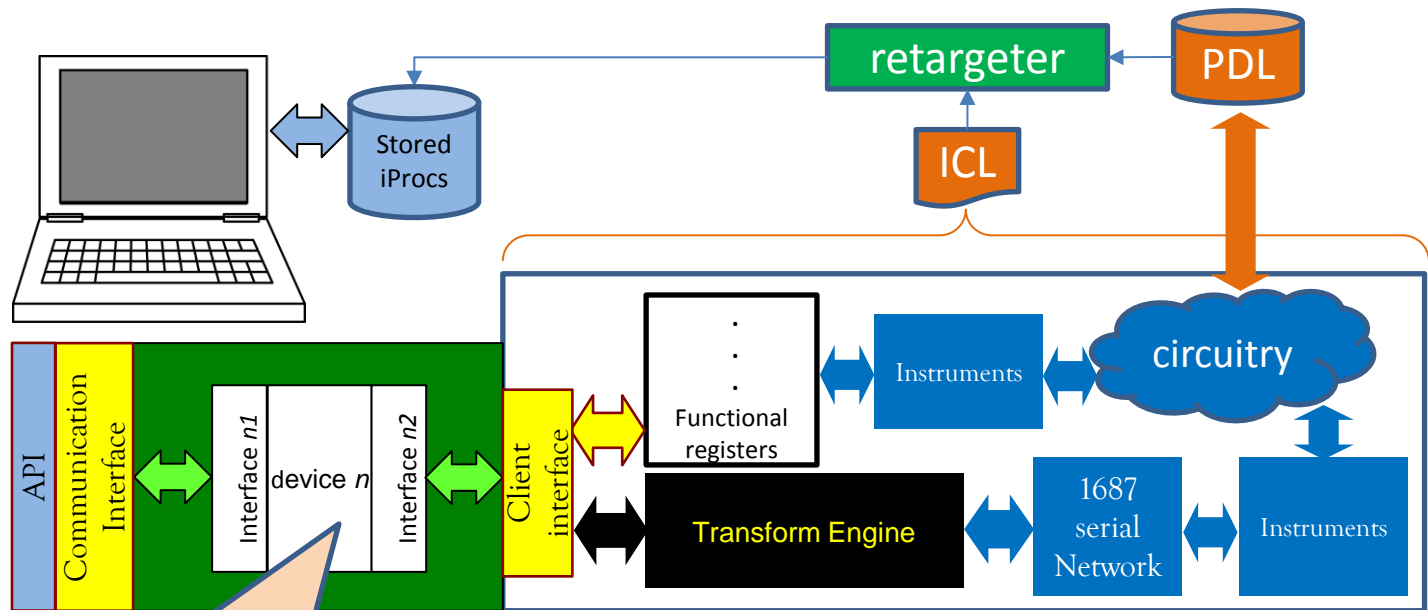 retargeter
PDL
Stored
iProcs
ICL
.
.
.
Functional
registers
Instruments
circuitry
API
Communication
Interface
Interface n1
device n
Interface n2
Client
interface
Transform Engine
1687
serial
Network
Instruments